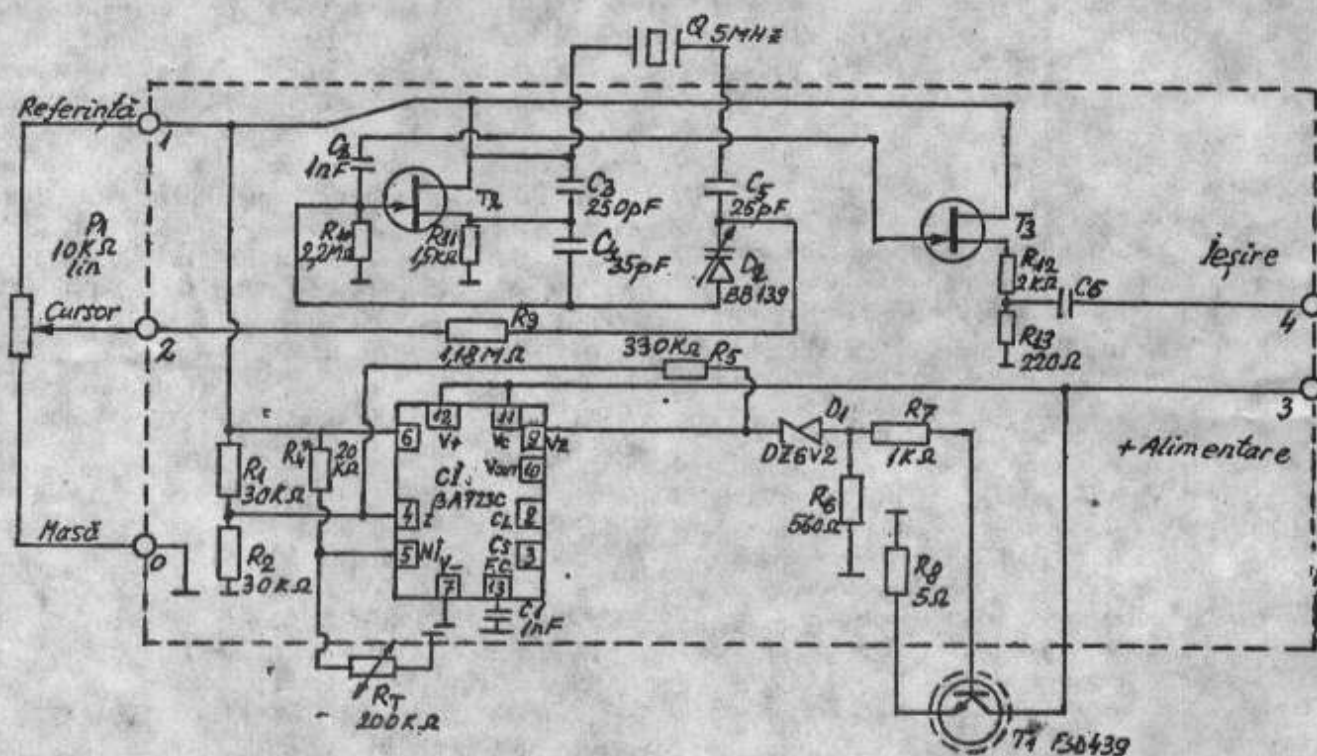 Q 5MHz
Referință
1
C2
1nF
T2
C3
250pF
C5
25pF
P1
10KΩ
lin
R10
2,2MΩ
R11
1,5KΩ
C4
35pF
D2
BB139
T3
R12
2KΩ
C6
Ieșire
4
Cursor
2
R9
1,18MΩ
330KΩ
R5
R13
220Ω
3
12
V+
11
Vc
6
9
Vz
D1
DZ6V2
R7
1KΩ
+ Alimentare
R1
30KΩ
R4*
20
KΩ
CI1
βA723C
Vout
10
R6
560Ω
4
I
CL
2
Masă
0
R2
30KΩ
5
NI
V-
7
Cs
3
F.C.
13
R8
5Ω
C1
1nF
RT
200KΩ
T1